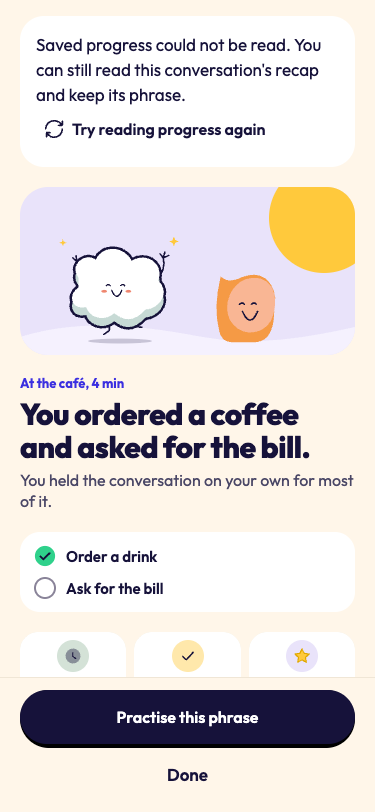 Saved progress could not be read. You
can still read this conversation's recap
and keep its phrase.
Try reading progress again
At the café, 4 min
You ordered a coffee
and asked for the bill.
You held the conversation on your own for most
of it.
Order a drink
Ask for the bill
Practise this phrase
Done